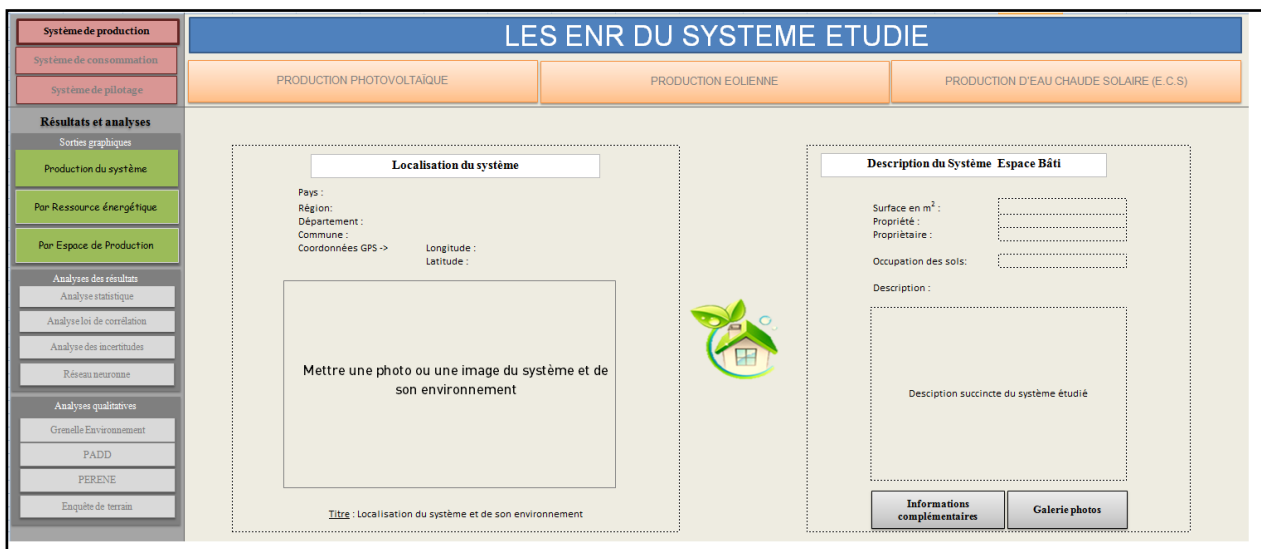 Système de production
Système de consommation
Système de pilotage
LES ENR DU SYSTEME ETUDIE
PRODUCTION PHOTOVOLTAÏQUE
PRODUCTION EOLIENNE
PRODUCTION D'EAU CHAUDE SOLAIRE (E.C.S)
Résultats et analyses
Sorties graphiques
Production du système
Par Ressource énergétique
Par Espace de Production
Analyses des résultats
Analyse statistique
Analyse loi de corrélation
Analyse des incertitudes
Réseau neuronne
Analyses qualitatives
Grenelle Environnement
PADD
PERENE
Enquête de terrain
Localisation du système
Pays :
Région:
Département :
Commune :
Coordonnées GPS -> Longitude :
Latitude :
Mettre une photo ou une image du système et de
son environnement
Titre : Localisation du système et de son environnement
Description du Système Espace Bâti
Surface en m² :
Propriété :
Propriètaire :
Occupation des sols:
Description :
Desciption succincte du système étudié
Informations
complémentaires
Galerie photos